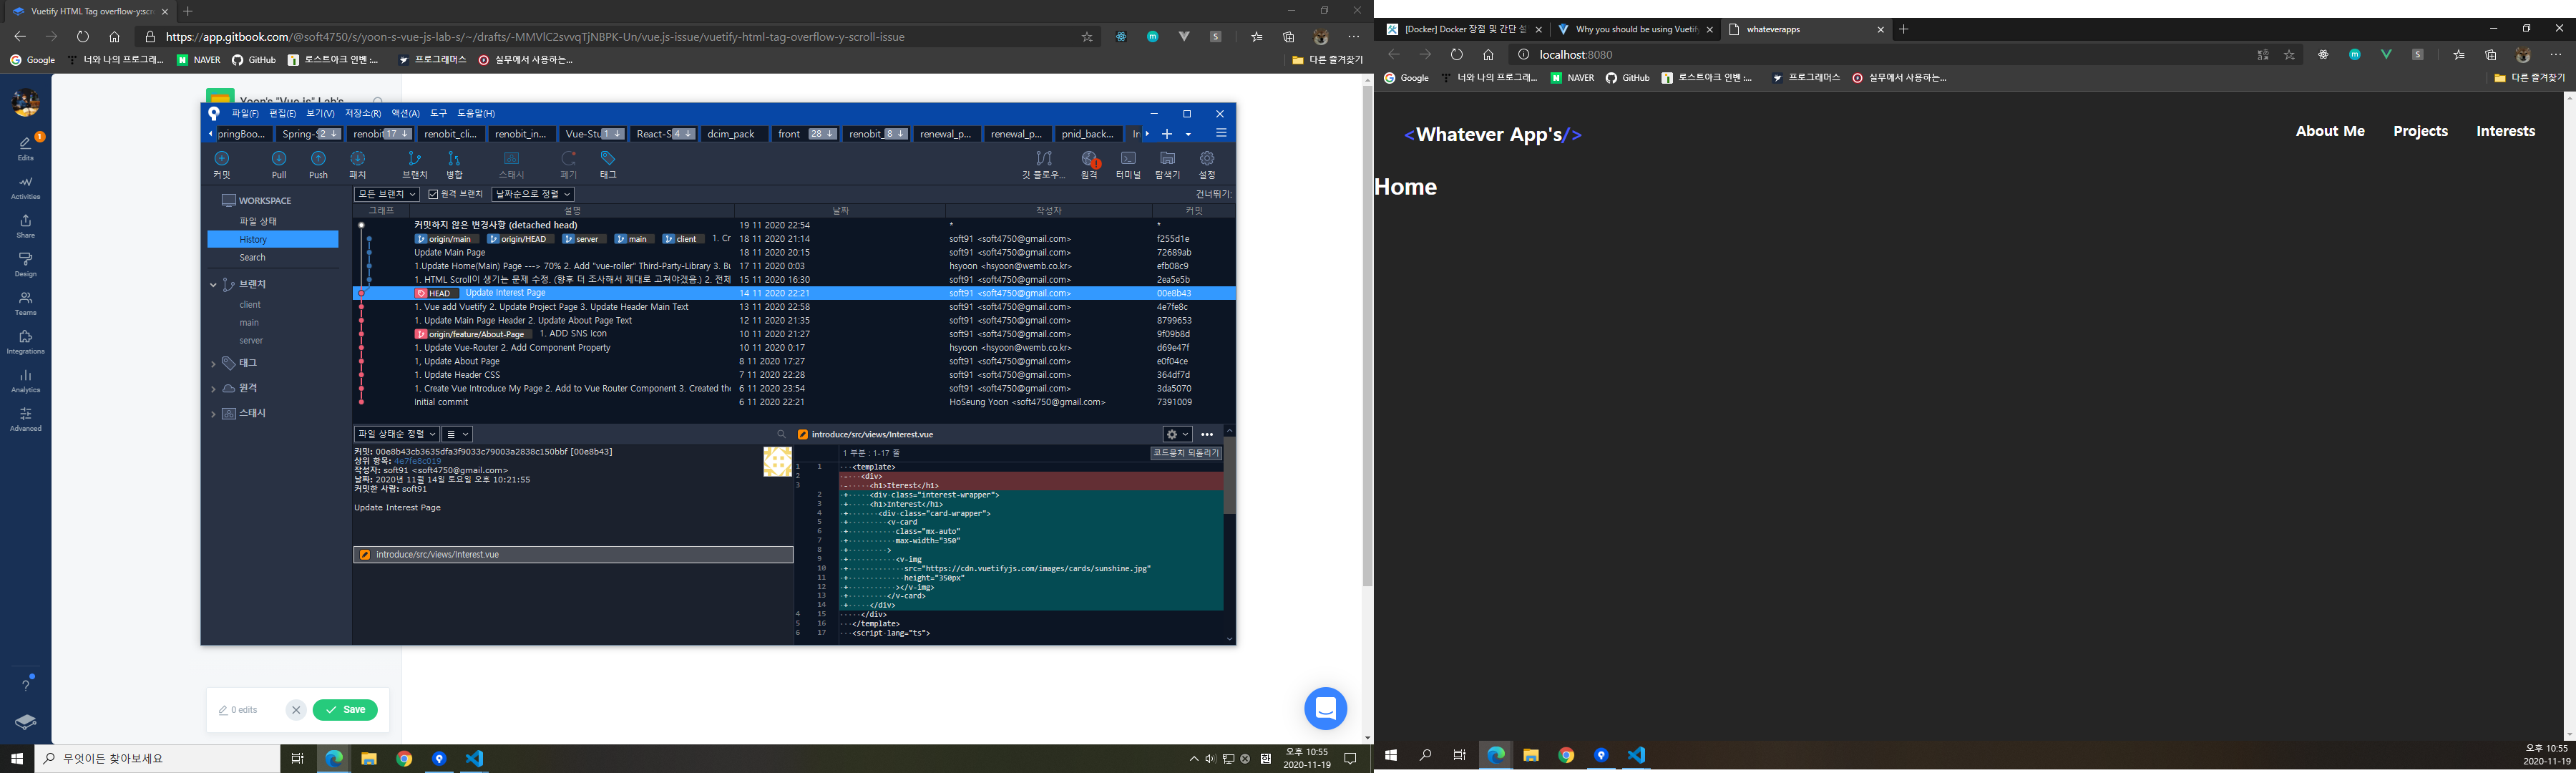 Vuetify HTML Tag overflow-y:scr
https://app.gitbook.com/@soft4750/s/yoon-s-vue-js-lab-s/~/drafts/-MMVlC2svvqTjNBPK-Un/vue.js-issue/vuetify-html-tag-overflow-y-scroll-issue
Google 너와 나의 프로그래... NAVER GitHub 로스트아크 인벤 :... 프로그래머스 실무에서 사용하는... 다른 즐겨찾기
Yoon's "Vue.js" Lab's
1
Edits
Activities
Share
Design
Teams
Integrations
Analytics
Advanced
파일(F) 편집(E) 보기(V) 저장소(R) 액션(A) 도구 도움말(H)
pringBoo... Spring-S 2 renobit 17 renobit_cli... renobit_in... Vue-Stu 1 React-S 4 dcim_pack front 28 renobit_ 8 renewal_p... renewal_p... pnid_back...
커밋 Pull Push 패치 브랜치 병합 스태시 폐기 태그 깃 플로우... 원격 터미널 탐색기 설정
WORKSPACE
파일 상태
History
Search
브랜치
client
main
server
태그
원격
스태시
모든 브랜치 원격 브랜치 날짜순으로 정렬 건너뛰기:
그래프 설명 날짜 작성자 커밋
커밋하지 않은 변경사항 (detached head) 19 11 2020 22:54 * *
origin/main origin/HEAD server main client 1. Cr 18 11 2020 21:14 soft91 <soft4750@gmail.com> f255d1e
Update Main Page 18 11 2020 20:15 soft91 <soft4750@gmail.com> 72689ab
1.Update Home(Main) Page ---> 70% 2. Add "vue-roller" Third-Party-Library 3. Bu 17 11 2020 0:03 hsyoon <hsyoon@wemb.co.kr> efb08c9
1. HTML Scroll이 생기는 문제 수정. (향후 더 조사해서 제대로 고쳐야겠음.) 2. 전체 15 11 2020 16:30 soft91 <soft4750@gmail.com> 2ea5e5b
HEAD Update Interest Page 14 11 2020 22:21 soft91 <soft4750@gmail.com> 00e8b43
1. Vue add Vuetify 2. Update Project Page 3. Update Header Main Text 13 11 2020 22:58 soft91 <soft4750@gmail.com> 4e7fe8c
1. Update Main Page Header 2. Update About Page Text 12 11 2020 21:35 soft91 <soft4750@gmail.com> 8799653
origin/feature/About-Page 1. ADD SNS Icon 10 11 2020 21:27 soft91 <soft4750@gmail.com> 9f09b8d
1. Update Vue-Router 2. Add Component Property 10 11 2020 0:17 hsyoon <hsyoon@wemb.co.kr> d69e47f
1, Update About Page 8 11 2020 17:27 soft91 <soft4750@gmail.com> e0f04ce
1. Update Header CSS 7 11 2020 22:28 soft91 <soft4750@gmail.com> 364df7d
1. Create Vue Introduce My Page 2. Add to Vue Router Component 3. Created the 6 11 2020 23:54 soft91 <soft4750@gmail.com> 3da5070
Initial commit 6 11 2020 22:21 HoSeung Yoon <soft4750@gmail.com> 7391009
파일 상태순 정렬
커밋: 00e8b43cb3635dfa3f9033c79003a2838c150bbf [00e8b43]
상위 항목: 4e7fe8c019
작성자: soft91 <soft4750@gmail.com>
날짜: 2020년 11월 14일 토요일 오후 10:21:55
커밋한 사람: soft91
Update Interest Page
introduce/src/views/Interest.vue
introduce/src/views/Interest.vue
1 부분 : 1-17 줄 코드뭉치 되돌리기
1 1 <template>
2 - <div>
3 - <h1>Iterest</h1>
2 + <div class="interest-wrapper">
3 + <h1>Interest</h1>
4 + <div class="card-wrapper">
5 + <v-card
6 + class="mx-auto"
7 + max-width="350"
8 + >
9 + <v-img
10 + src="https://cdn.vuetifyjs.com/images/cards/sunshine.jpg"
11 + height="350px"
12 + ></v-img>
13 + </v-card>
14 + </div>
4 15 </div>
5 16 </template>
6 17 <script lang="ts">
0 edits Save
무엇이든 찾아보세요
오후 10:55
2020-11-19
[Docker] Docker 장점 및 간단 설 Why you should be using Vuetif whateverapps
localhost:8080
Google 너와 나의 프로그래... NAVER GitHub 로스트아크 인벤 :... 프로그래머스 실무에서 사용하는... 다른 즐겨찾기
<Whatever App's/> About Me Projects Interests
Home
오후 10:55
2020-11-19